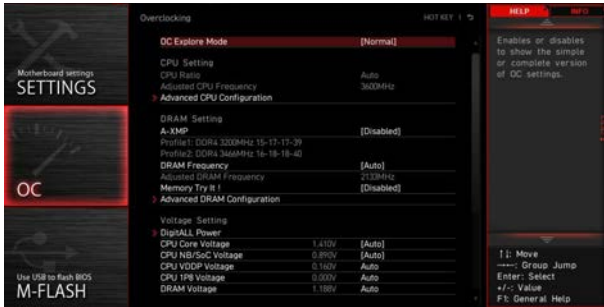 Overclocking
HOT KEY
HELP
INFO
OC Explore Mode [Normal]
Enables or disables
to show the simple
or complete version
of OC settings.
CPU Setting
CPU Ratio Auto
Adjusted CPU Frequency 3600MHz
Advanced CPU Configuration
Motherboard settings
SETTINGS
DRAM Setting
A-XMP [Disabled]
Profile1: DDR4 3200MHz 15-17-17-39
Profile2: DDR4 3466MHz 16-18-18-40
DRAM Frequency [Auto]
Adjusted DRAM Frequency 2133MHz
Memory Try It ! [Disabled]
Advanced DRAM Configuration
OC
Voltage Setting
DigitALL Power
CPU Core Voltage 1.410V [Auto]
CPU NB/SoC Voltage 0.890V [Auto]
CPU VDDP Voltage 0.160V Auto
CPU 1P8 Voltage 0.000V Auto
DRAM Voltage 1.188V Auto
Use USB to flash BIOS
M-FLASH
↑↓: Move
→←: Group Jump
Enter: Select
+/-: Value
F1: General Help